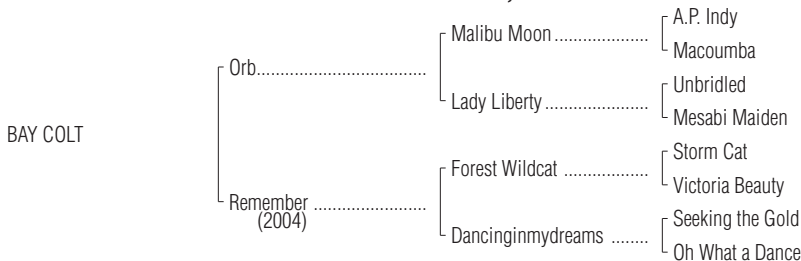 A.P. Indy
Malibu Moon ....................
Macoumba
Orb...................................
Unbridled
Lady Liberty ......................
Mesabi Maiden
BAY COLT
Storm Cat
Forest Wildcat ..................
Victoria Beauty
Remember ........................
(2004)
Seeking the Gold
Dancinginmydreams ........
Oh What a Dance